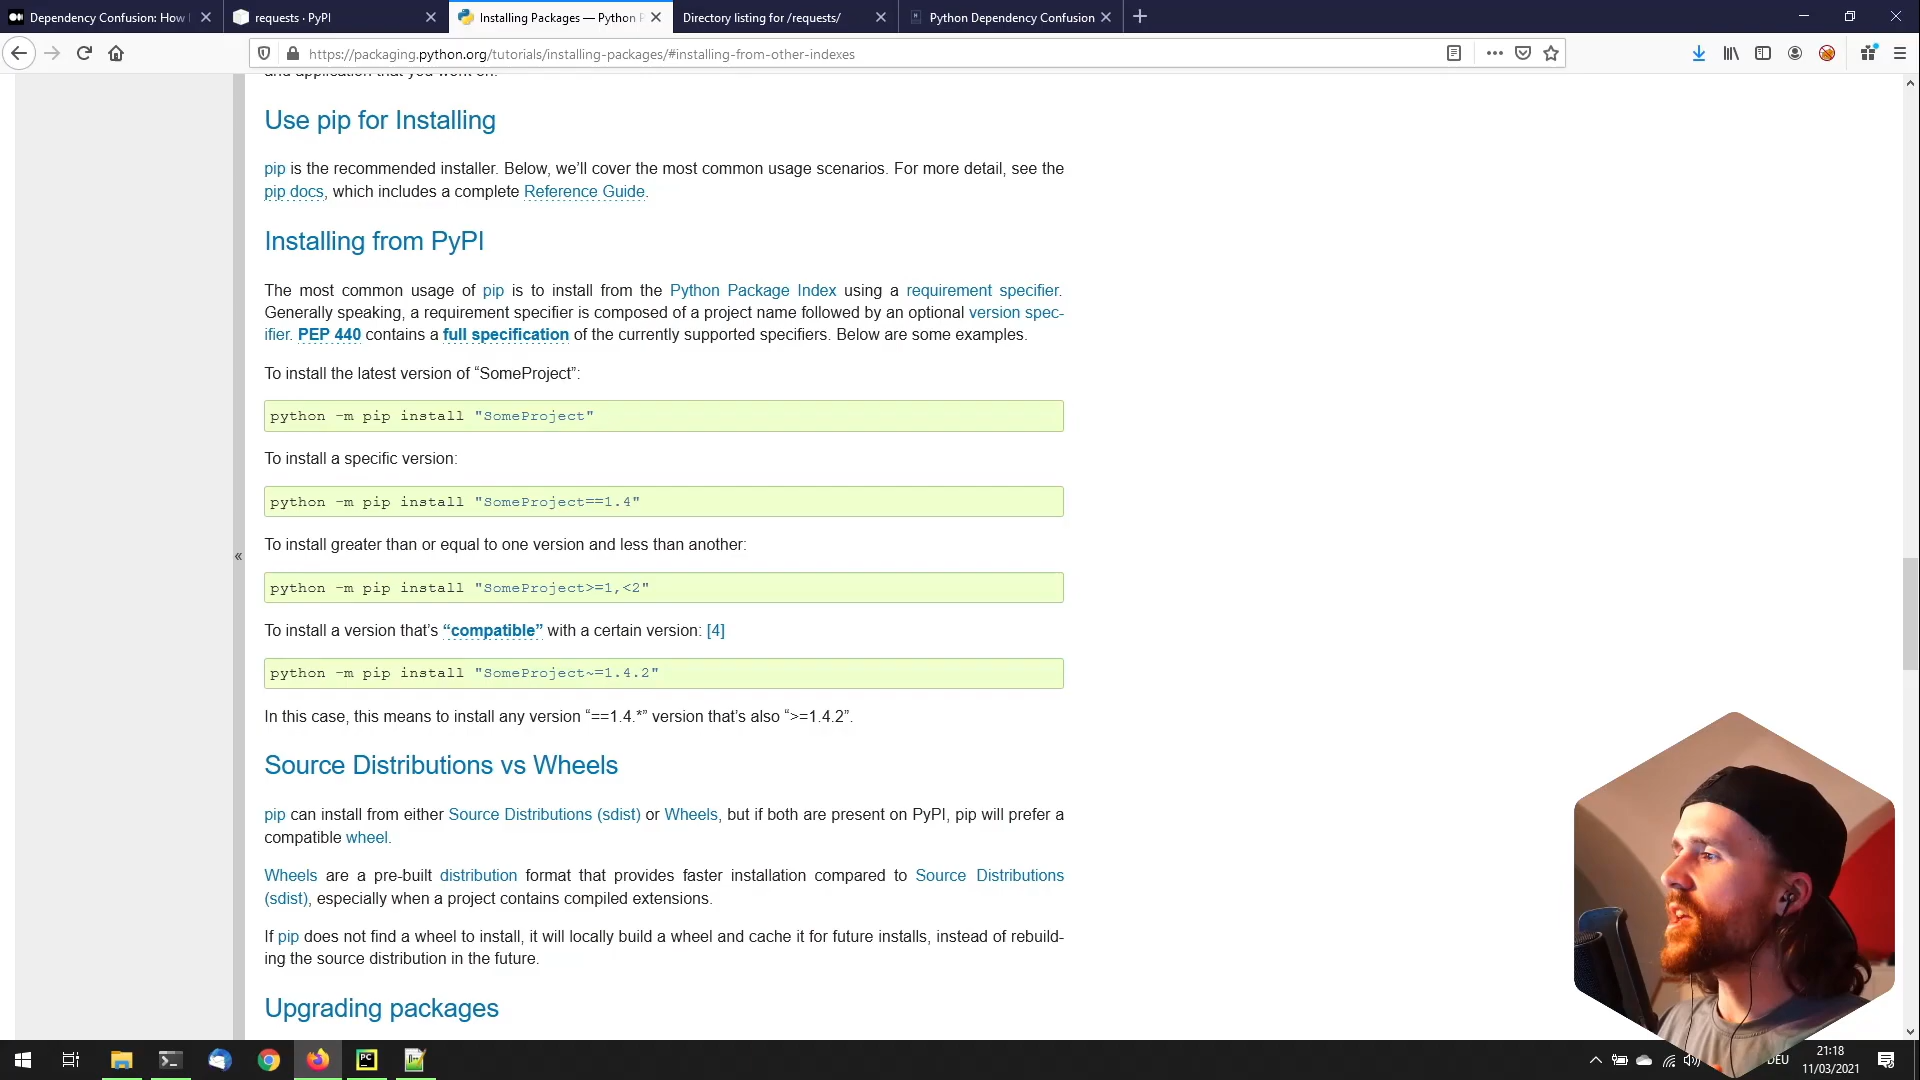 Dependency Confusion: How
requests · PyPI
Installing Packages — Python P
Directory listing for /requests/
Python Dependency Confusion
https://packaging.python.org/tutorials/installing-packages/#installing-from-other-indexes
and application that you work on.
Use pip for Installing
pip is the recommended installer. Below, we’ll cover the most common usage scenarios. For more detail, see the
pip docs, which includes a complete Reference Guide.
Installing from PyPI
The most common usage of pip is to install from the Python Package Index using a requirement specifier.
Generally speaking, a requirement specifier is composed of a project name followed by an optional version spec-
ifier. PEP 440 contains a full specification of the currently supported specifiers. Below are some examples.
To install the latest version of “SomeProject”:
python -m pip install "SomeProject"
To install a specific version:
python -m pip install "SomeProject==1.4"
To install greater than or equal to one version and less than another:
python -m pip install "SomeProject>=1,<2"
To install a version that’s “compatible” with a certain version: [4]
python -m pip install "SomeProject~=1.4.2"
In this case, this means to install any version “==1.4.*” version that’s also “>=1.4.2”.
Source Distributions vs Wheels
pip can install from either Source Distributions (sdist) or Wheels, but if both are present on PyPI, pip will prefer a
compatible wheel.
Wheels are a pre-built distribution format that provides faster installation compared to Source Distributions
(sdist), especially when a project contains compiled extensions.
If pip does not find a wheel to install, it will locally build a wheel and cache it for future installs, instead of rebuild-
ing the source distribution in the future.
Upgrading packages
PC
DEU
21:18
11/03/2021